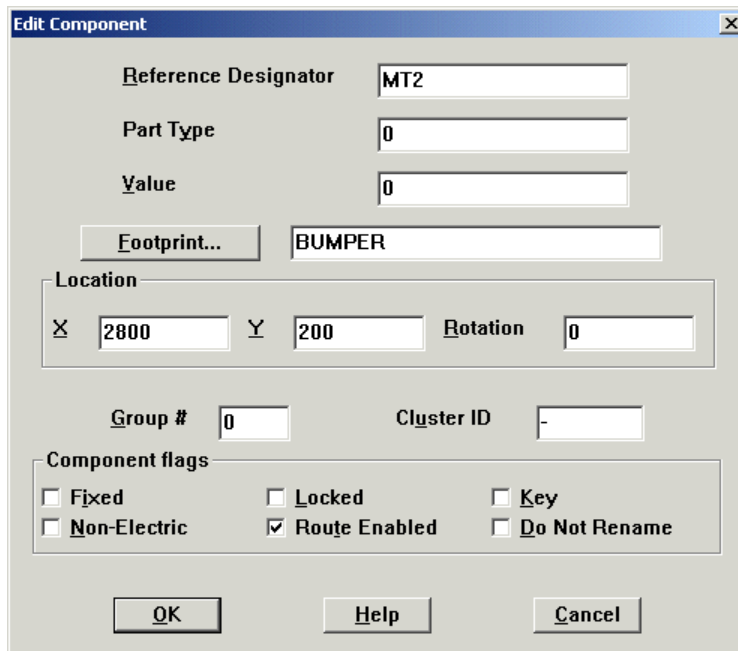 Edit Component
Reference Designator MT2
Part Type 0
Value 0
Footprint... BUMPER
Location
X 2800 Y 200 Rotation 0
Group # 0 Cluster ID -
Component flags
Fixed Locked Key
Non-Electric Route Enabled Do Not Rename
OK Help Cancel